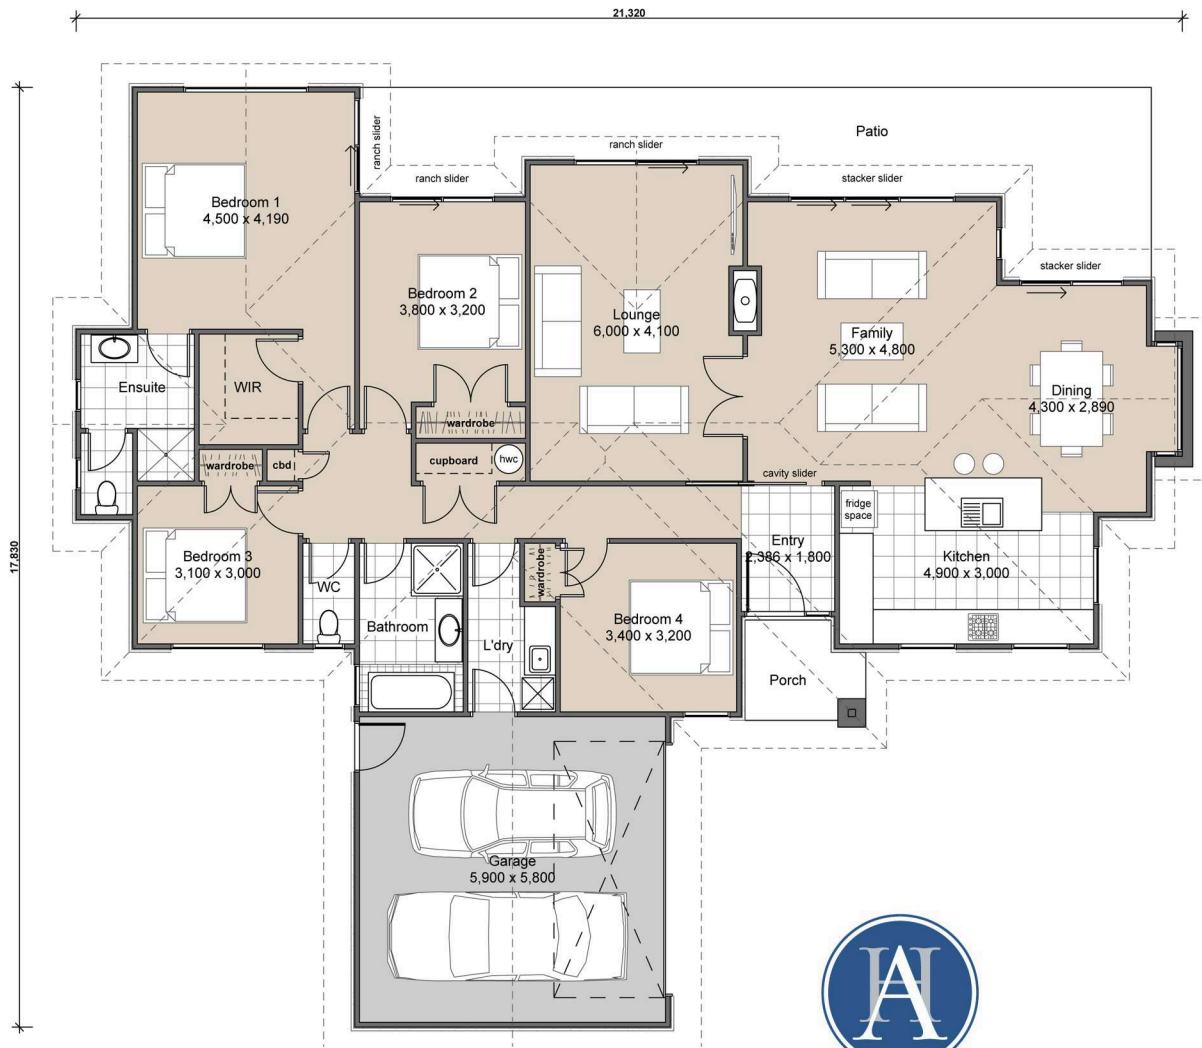 21,320
17,830
Patio
ranch slider
ranch slider
ranch slider
stacker slider
stacker slider
Bedroom 1
4,500 x 4,190
Bedroom 2
3,800 x 3,200
Lounge
6,000 x 4,100
Family
5,300 x 4,800
Dining
4,300 x 2,890
Ensuite
WIR
wardrobe
wardrobe
cbd
cupboard
hwc
cavity slider
fridge
space
Entry
2,386 x 1,800
Kitchen
4,900 x 3,000
Bedroom 3
3,100 x 3,000
WC
Bathroom
L'dry
wardrobe
Bedroom 4
3,400 x 3,200
Porch
Garage
5,900 x 5,800
HA